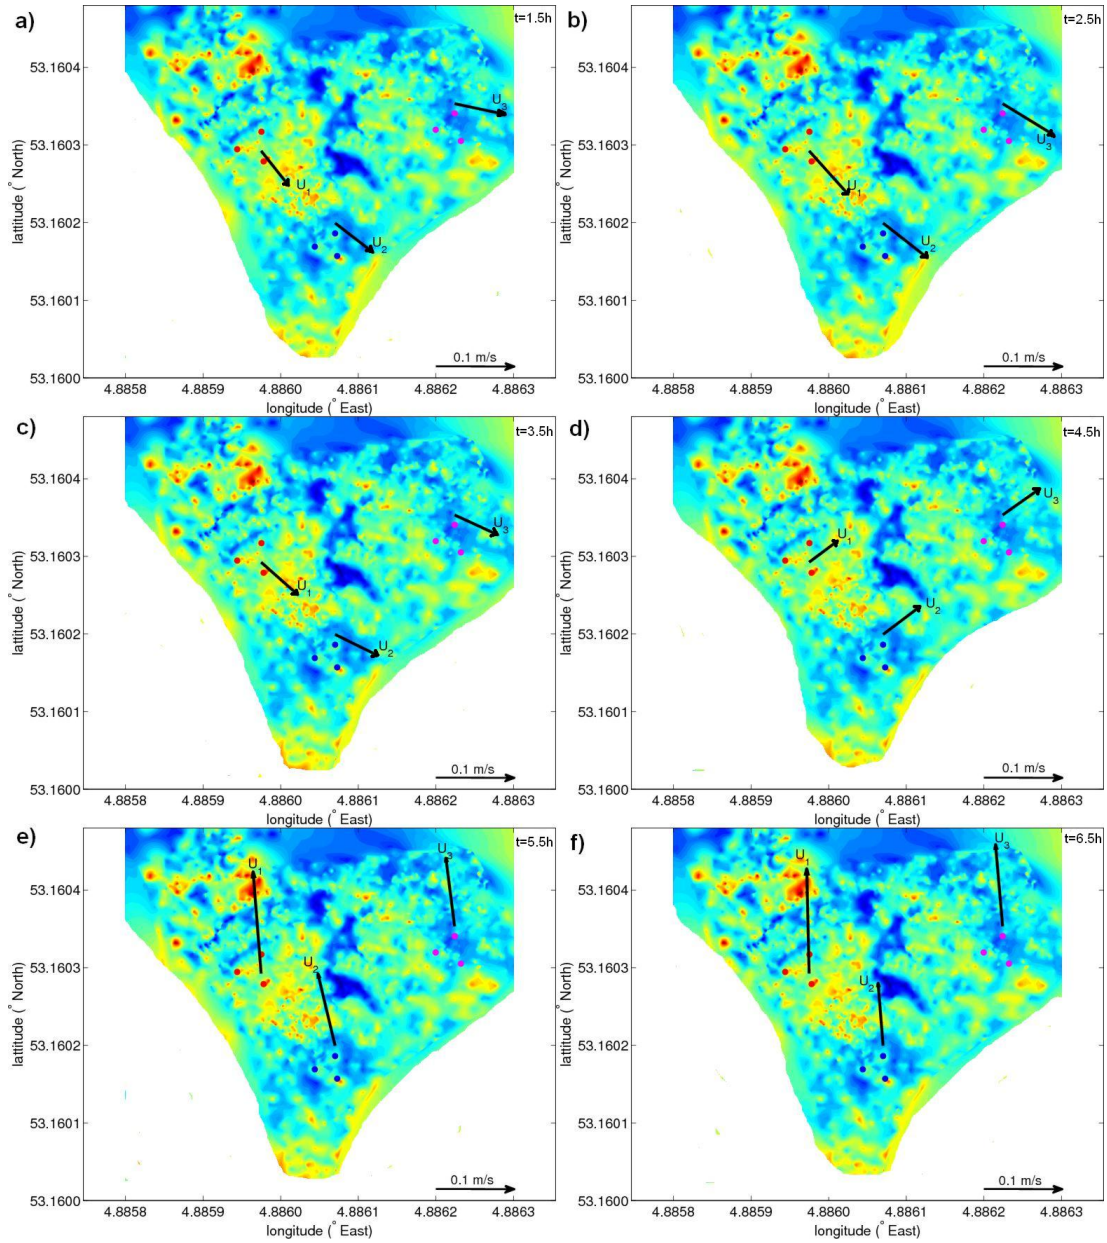 a)
t=1.5h
lattitude (° North)
53.1604
53.1603
53.1602
53.1601
53.1600
U3
U1
U2
0.1 m/s
4.8858 4.8859 4.8860 4.8861 4.8862 4.8863
longitude (° East)
b)
t=2.5h
lattitude (° North)
53.1604
53.1603
53.1602
53.1601
53.1600
U3
U1
U2
0.1 m/s
4.8858 4.8859 4.8860 4.8861 4.8862 4.8863
longitude (° East)
c)
t=3.5h
lattitude (° North)
53.1604
53.1603
53.1602
53.1601
53.1600
U3
U1
U2
0.1 m/s
4.8858 4.8859 4.8860 4.8861 4.8862 4.8863
longitude (° East)
d)
t=4.5h
lattitude (° North)
53.1604
53.1603
53.1602
53.1601
53.1600
U3
U1
U2
0.1 m/s
4.8858 4.8859 4.8860 4.8861 4.8862 4.8863
longitude (° East)
e)
t=5.5h
lattitude (° North)
53.1604
53.1603
53.1602
53.1601
53.1600
U3
U1
U2
0.1 m/s
4.8858 4.8859 4.8860 4.8861 4.8862 4.8863
longitude (° East)
f)
t=6.5h
lattitude (° North)
53.1604
53.1603
53.1602
53.1601
53.1600
U3
U1
U2
0.1 m/s
4.8858 4.8859 4.8860 4.8861 4.8862 4.8863
longitude (° East)